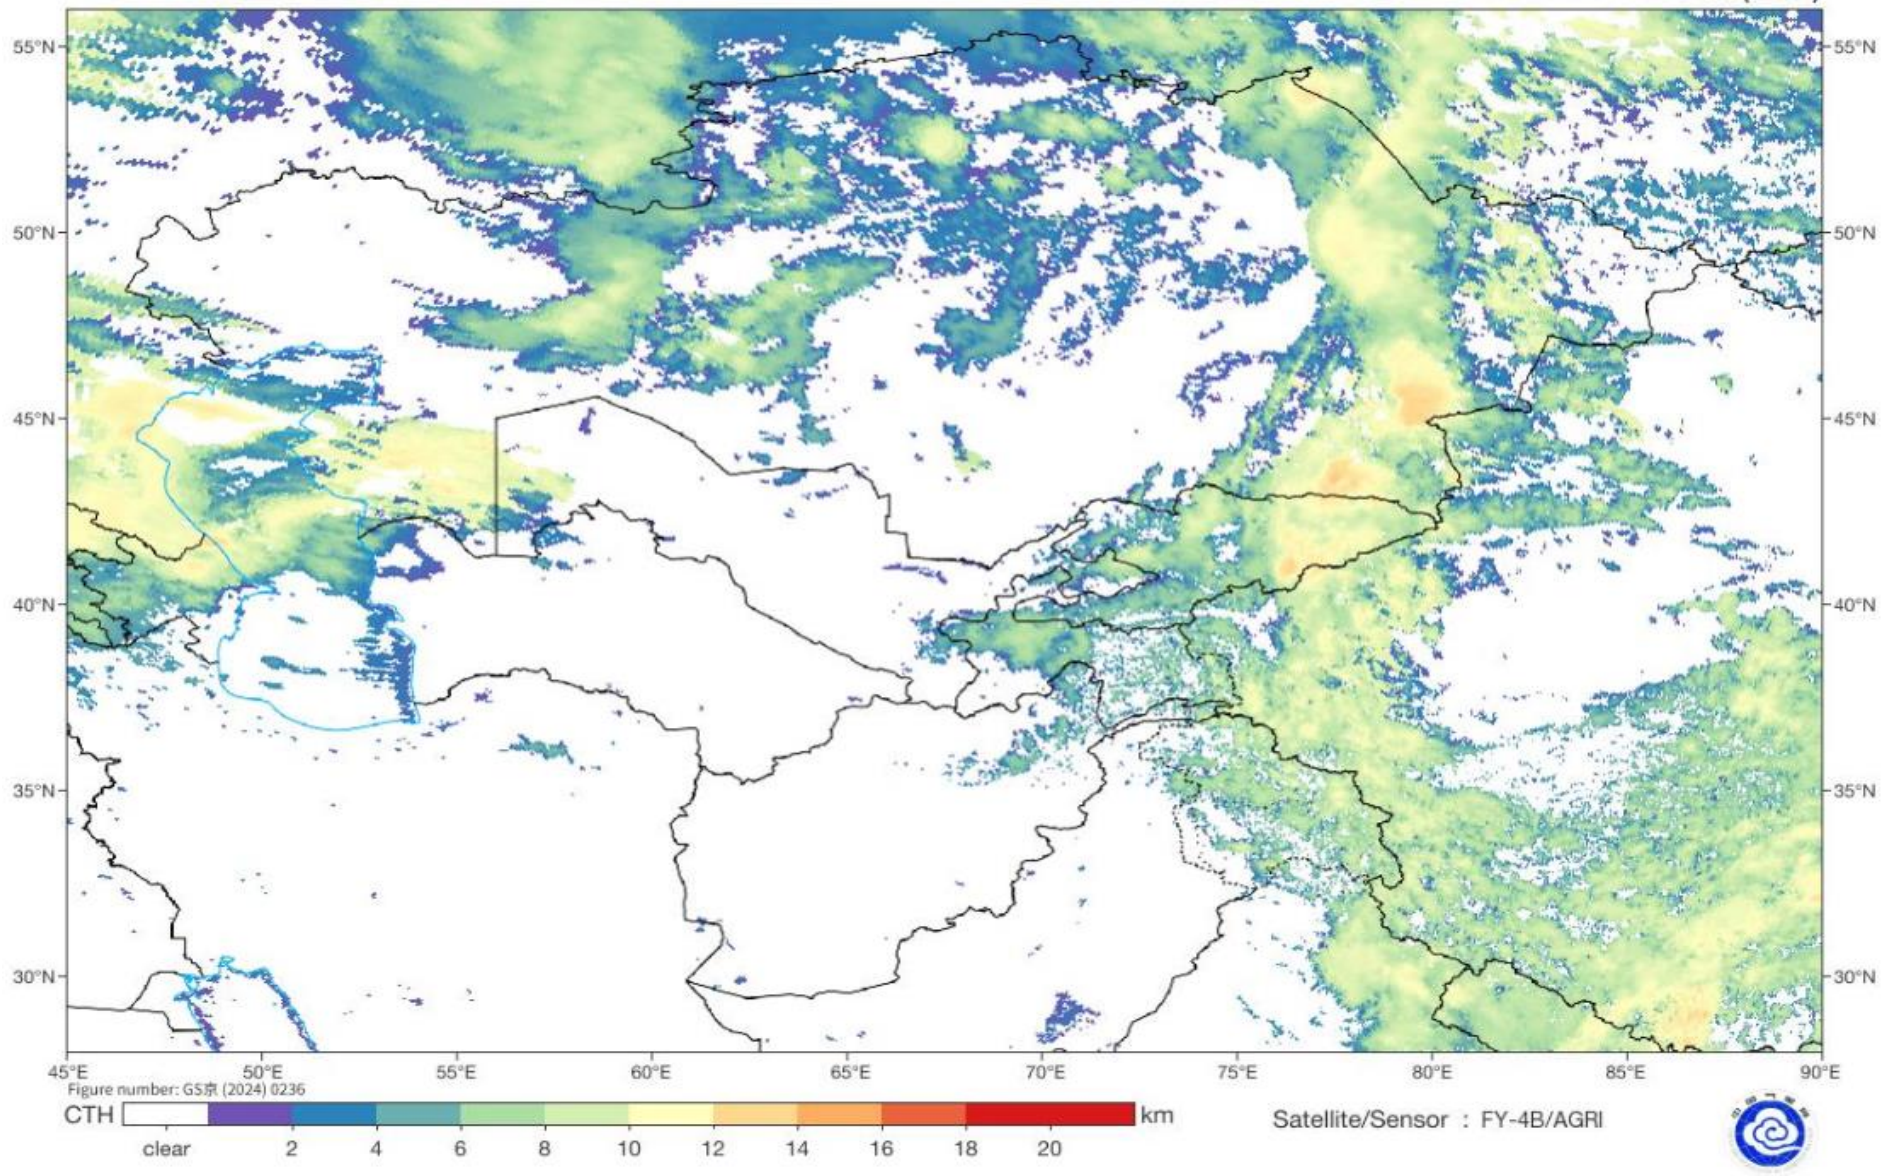 55°N 55°N
50°N 50°N
45°N 45°N
40°N 40°N
35°N 35°N
30°N 30°N
45°E 50°E 55°E 60°E 65°E 70°E 75°E 80°E 85°E 90°E
Figure number: GS京 (2024) 0236
CTH km
clear 2 4 6 8 10 12 14 16 18 20
Satellite/Sensor : FY-4B/AGRI